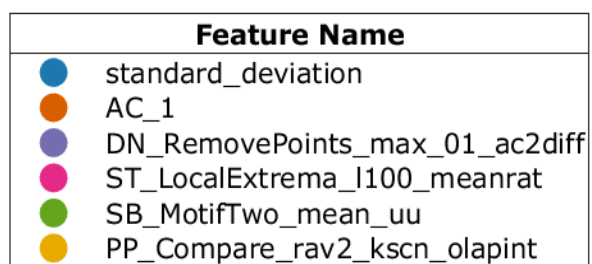 Feature Name
standard_deviation
AC_1
DN_RemovePoints_max_01_ac2diff
ST_LocalExtrema_l100_meanrat
SB_MotifTwo_mean_uu
PP_Compare_rav2_kscn_olapint